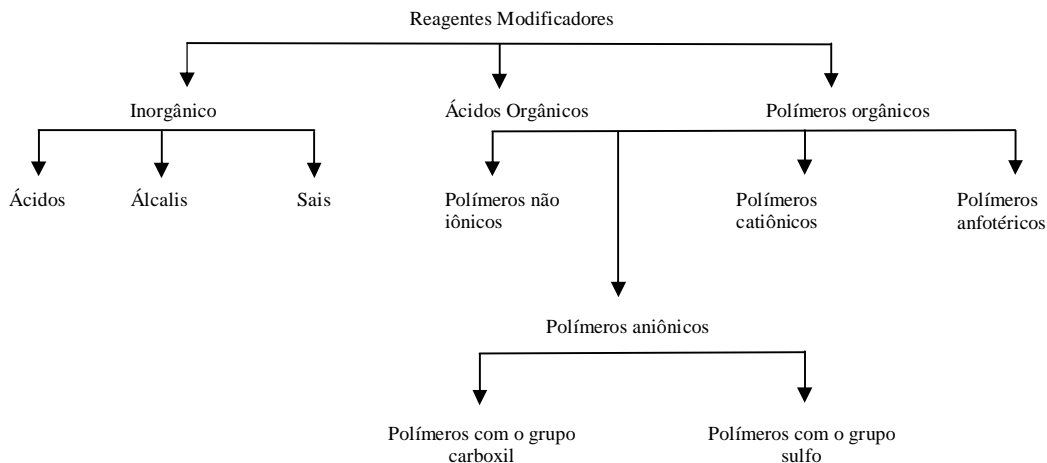 Reagentes Modificadores
Inorgânico
Ácidos Orgânicos
Polímeros orgânicos
Ácidos
Álcalis
Sais
Polímeros não
iônicos
Polímeros
catiônicos
Polímeros
anfotéricos
Polímeros aniônicos
Polímeros com o grupo
carboxil
Polímeros com o grupo
sulfo